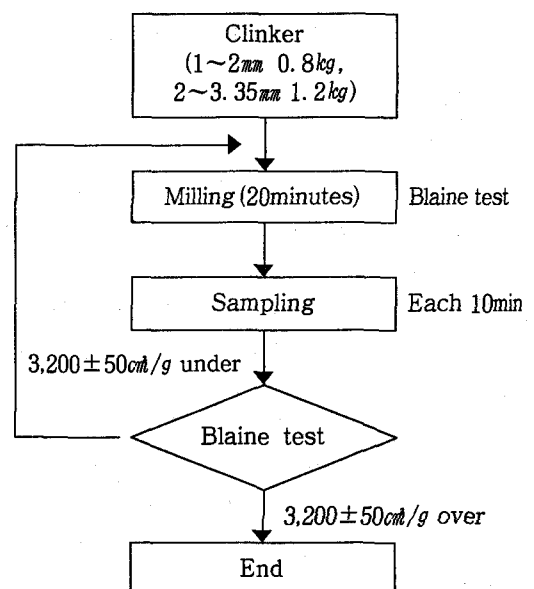 Clinker
(1~2㎜ 0.8㎏,
2~3.35㎜ 1.2㎏)
Milling (20minutes)
Blaine test
Sampling
Each 10min
3,200±50㎠/g under
Blaine test
3,200±50㎠/g over
End